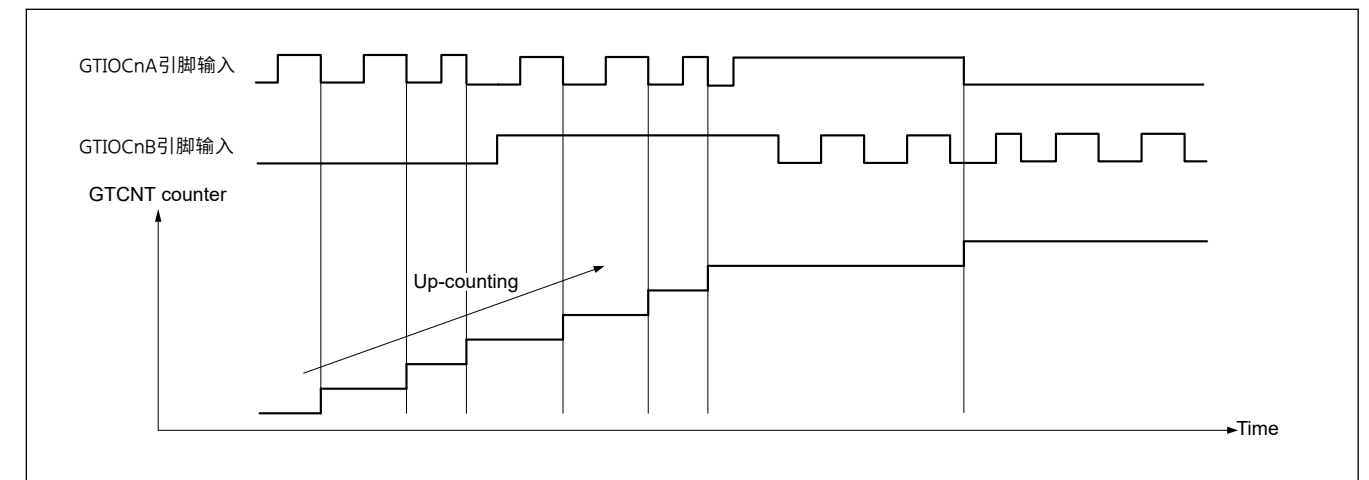 GTIOCnA引脚输入
GTIOCnB引脚输入
GTCNT counter
Up-counting
Time